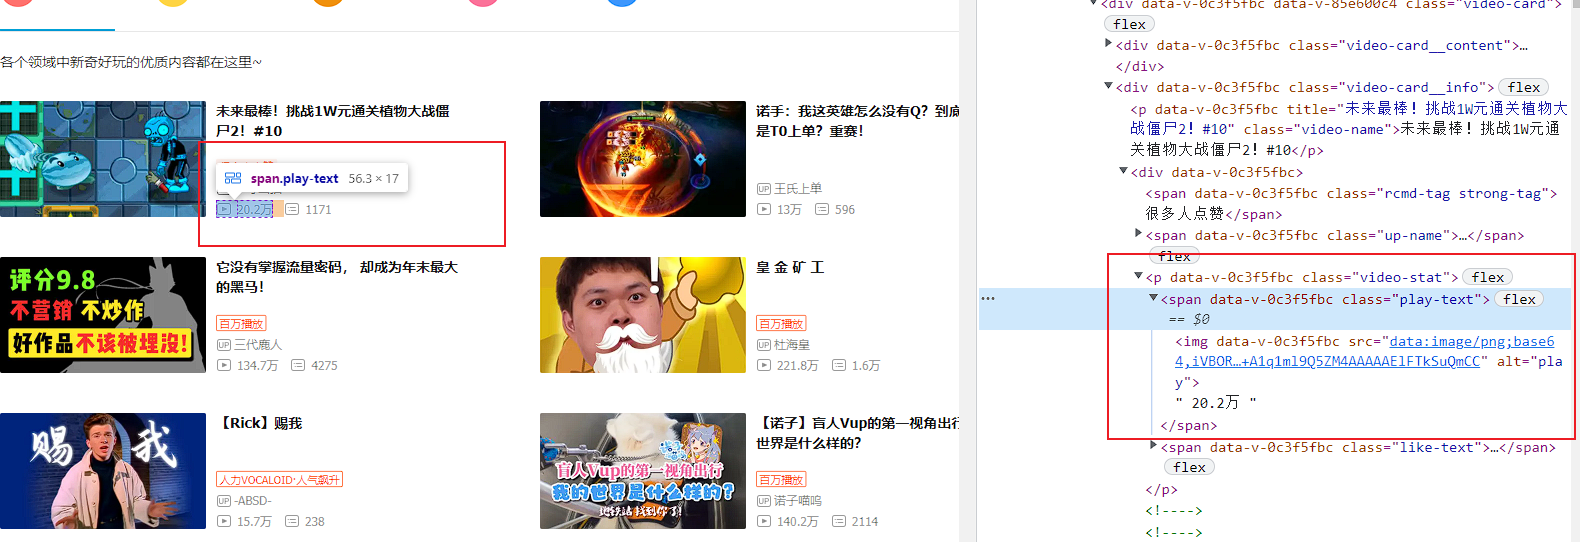 各个领域中新奇好玩的优质内容都在这里~
未来最棒！挑战1W元通关植物大战僵
尸2！#10
span.play-text 56.3 × 17
20.2万 1171
诺手：我这英雄怎么没有Q？到底
是T0上单？重赛！
UP 王氏上单
13万 596
评分9.8
不营销 不炒作
好作品不该被埋没!
它没有掌握流量密码， 却成为年末最大
的黑马！
百万播放
UP 三代鹿人
134.7万 4275
皇 金 矿 工
百万播放
UP 杜海皇
221.8万 1.6万
赐 我
【Rick】赐我
人力VOCALOID·人气飙升
UP -ABSD-
15.7万 238
盲人Vup的第一视角出行
我的世界是什么样的?
【诺子】盲人Vup的第一视角出行
世界是什么样的？
百万播放
UP 诺子喵呜
140.2万 2114
<div data-v-0c3f5fbc data-v-85e600c4 class="video-card">
flex
<div data-v-0c3f5fbc class="video-card__content">…
</div>
<div data-v-0c3f5fbc class="video-card__info"> flex
<p data-v-0c3f5fbc title="未来最棒！挑战1W元通关植物大
战僵尸2！#10" class="video-name">未来最棒！挑战1W元通
关植物大战僵尸2！#10</p>
<div data-v-0c3f5fbc>
<span data-v-0c3f5fbc class="rcmd-tag strong-tag">
很多人点赞</span>
<span data-v-0c3f5fbc class="up-name">…</span>
flex
<p data-v-0c3f5fbc class="video-stat"> flex
… <span data-v-0c3f5fbc class="play-text"> flex
== $0
<img data-v-0c3f5fbc src="data:image/png;base6
4,iVBOR…+A1q1ml9Q5ZM4AAAAAElFTkSuQmCC" alt="pla
y">
" 20.2万 "
</span>
<span data-v-0c3f5fbc class="like-text">…</span>
flex
</p>
<!---->
<!---->